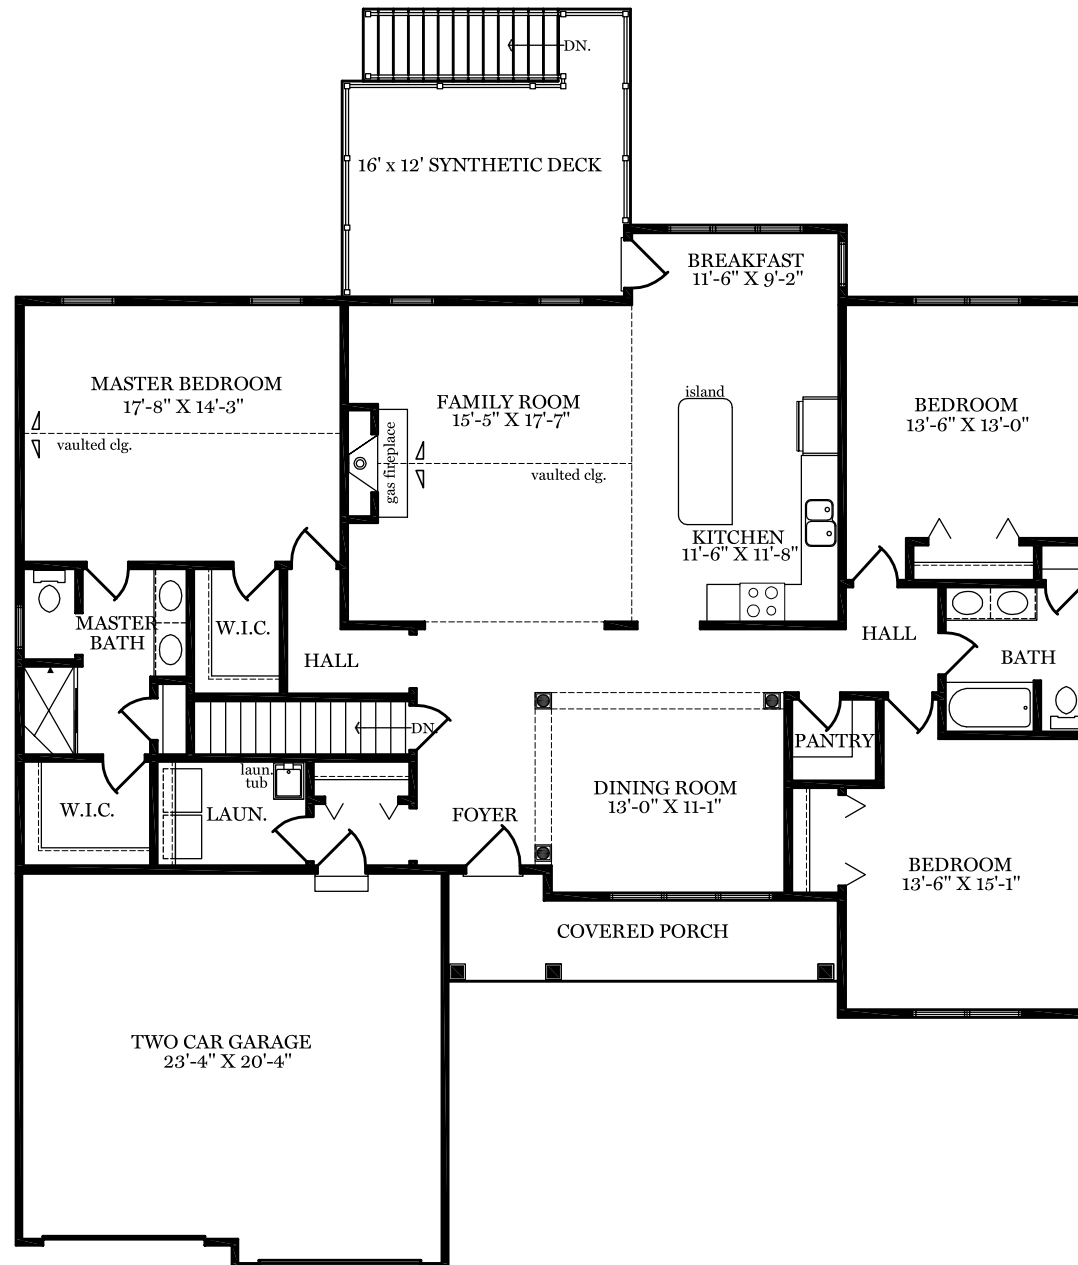 DN.
16' x 12' SYNTHETIC DECK
BREAKFAST
11'-6" X 9'-2"
MASTER BEDROOM
17'-8" X 14'-3"
vaulted clg.
FAMILY ROOM
15'-5" X 17'-7"
gas fireplace
vaulted clg.
island
BEDROOM
13'-6" X 13'-0"
KITCHEN
11'-6" X 11'-8"
MASTER
BATH
W.I.C.
HALL
HALL
BATH
DN.
PANTRY
laun.
tub
W.I.C.
LAUN.
FOYER
DINING ROOM
13'-0" X 11-1"
BEDROOM
13'-6" X 15'-1"
COVERED PORCH
TWO CAR GARAGE
23'-4" X 20'-4"